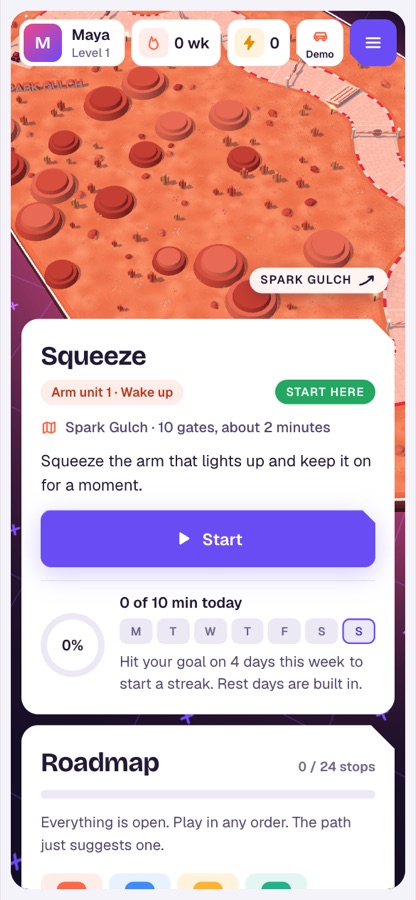 M
Maya
Level 1
0 wk
0
Demo
SPARK GULCH
SPARK GULCH
Squeeze
Arm unit 1 · Wake up
START HERE
Spark Gulch · 10 gates, about 2 minutes
Squeeze the arm that lights up and keep it on
for a moment.
Start
0%
0 of 10 min today
M T W T F S S
Hit your goal on 4 days this week to
start a streak. Rest days are built in.
Roadmap
0 / 24 stops
Everything is open. Play in any order. The path
just suggests one.